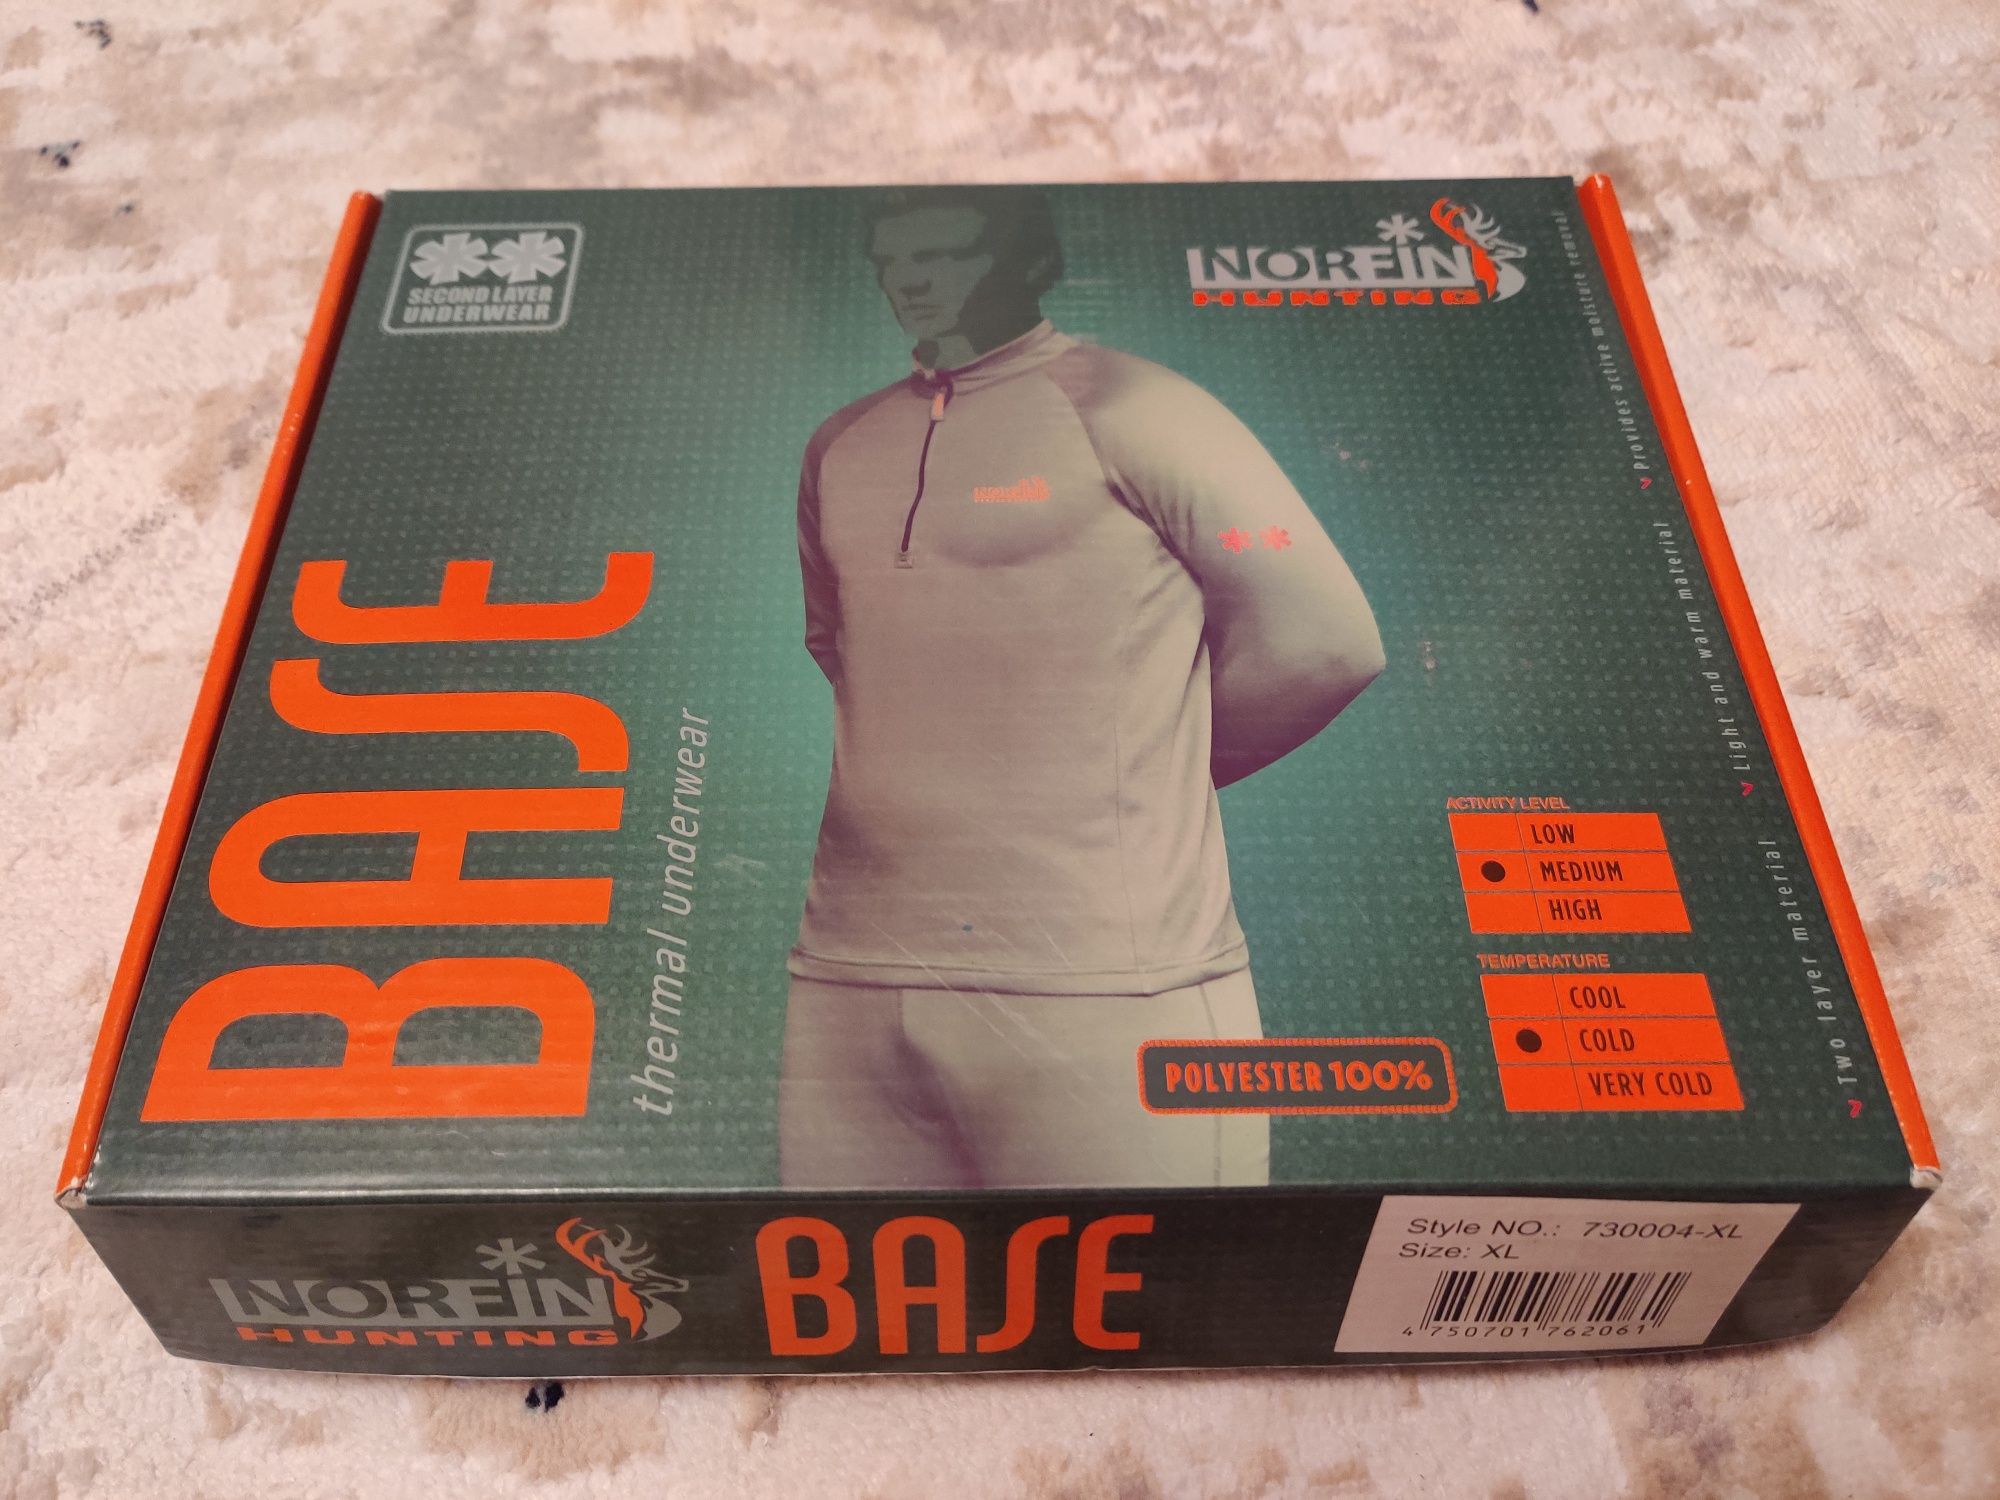 SECOND LAYER
UNDERWEAR
NORFIN
HUNTING
BASE
thermal underwear
NORFIN
ACTIVITY LEVEL
LOW
MEDIUM
HIGH
TEMPERATURE
COOL
COLD
VERY COLD
POLYESTER 100%
Two layer material
Light and warm material
Provides active moisture removal
NORFIN
HUNTING
BASE
Style NO.: 730004-XL
Size: XL
4 750701 762061